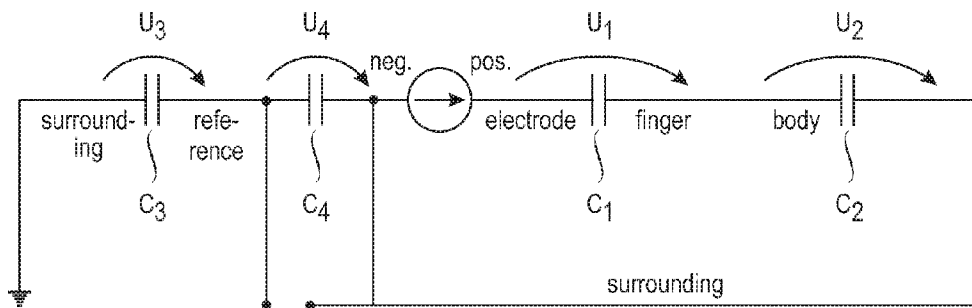 U3 U4 U1 U2
neg. pos.
surround-
ing
refe-
rence
electrode finger body
C3 C4 C1 C2
surrounding